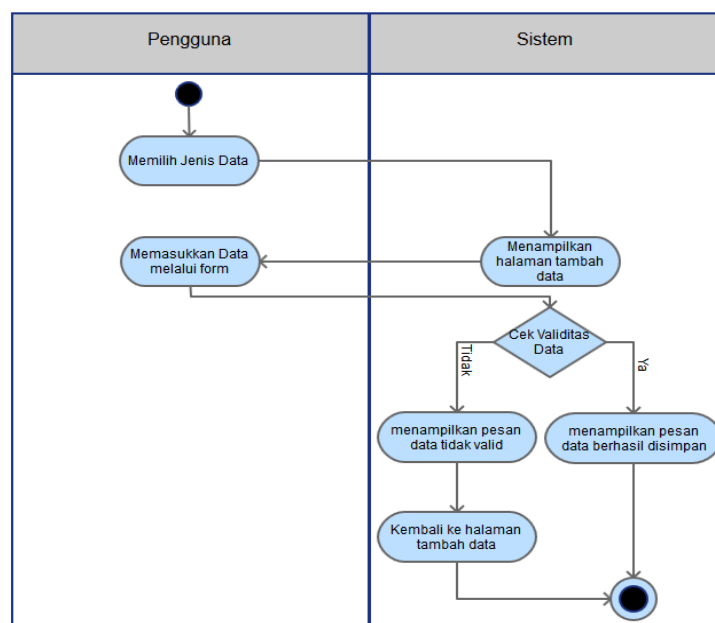 Pengguna
Sistem
Memilih Jenis Data
Memasukkan Data
melalui form
Menampilkan
halaman tambah
data
Cek Validitas
Data
Tidak
Ya
menampilkan pesan
data tidak valid
menampilkan pesan
data berhasil disimpan
Kembali ke halaman
tambah data